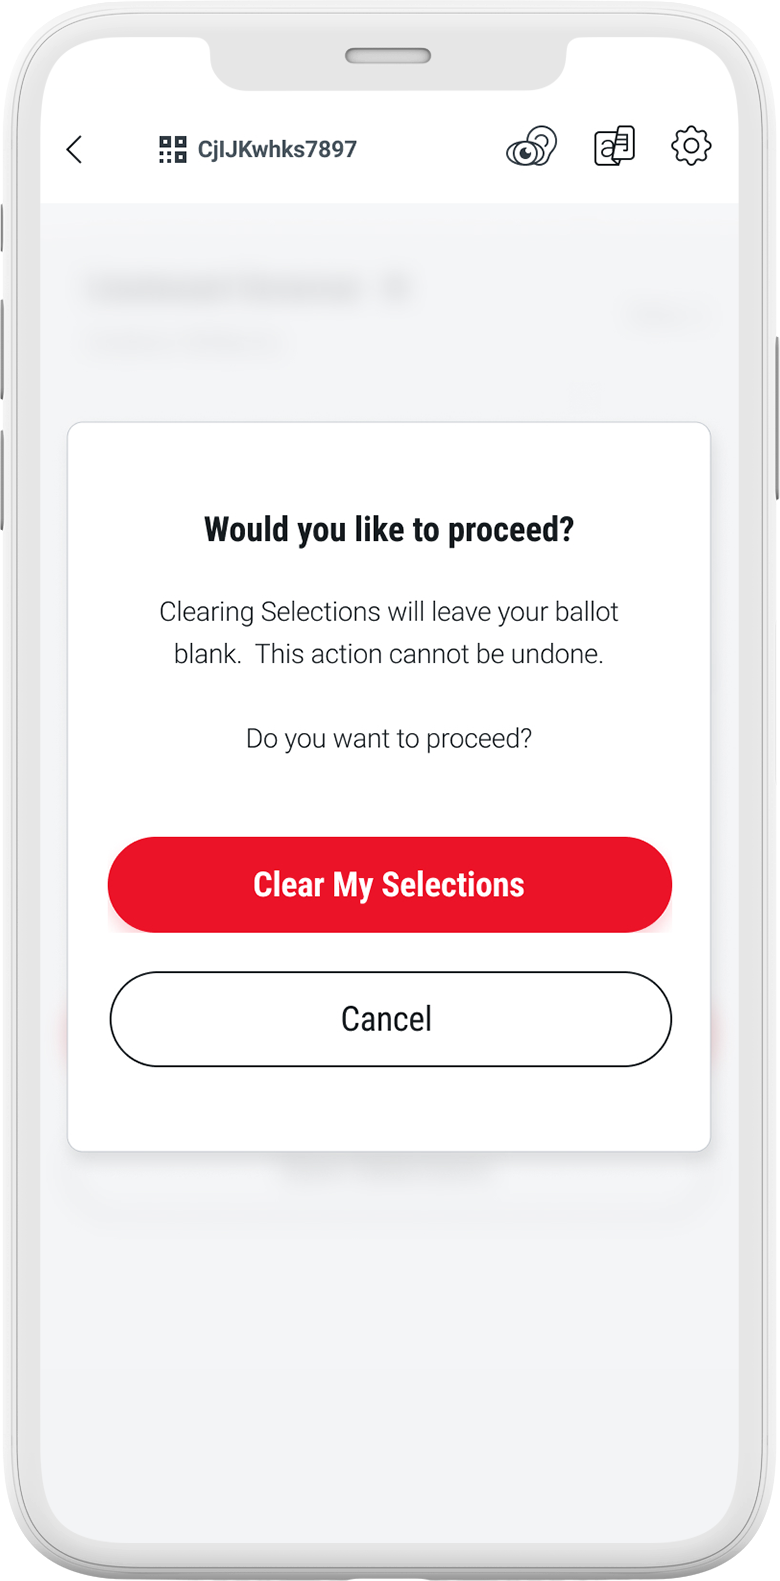 CjIJKwhks7897
Would you like to proceed?
Clearing Selections will leave your ballot
blank.  This action cannot be undone.
Do you want to proceed?
Clear My Selections
Cancel